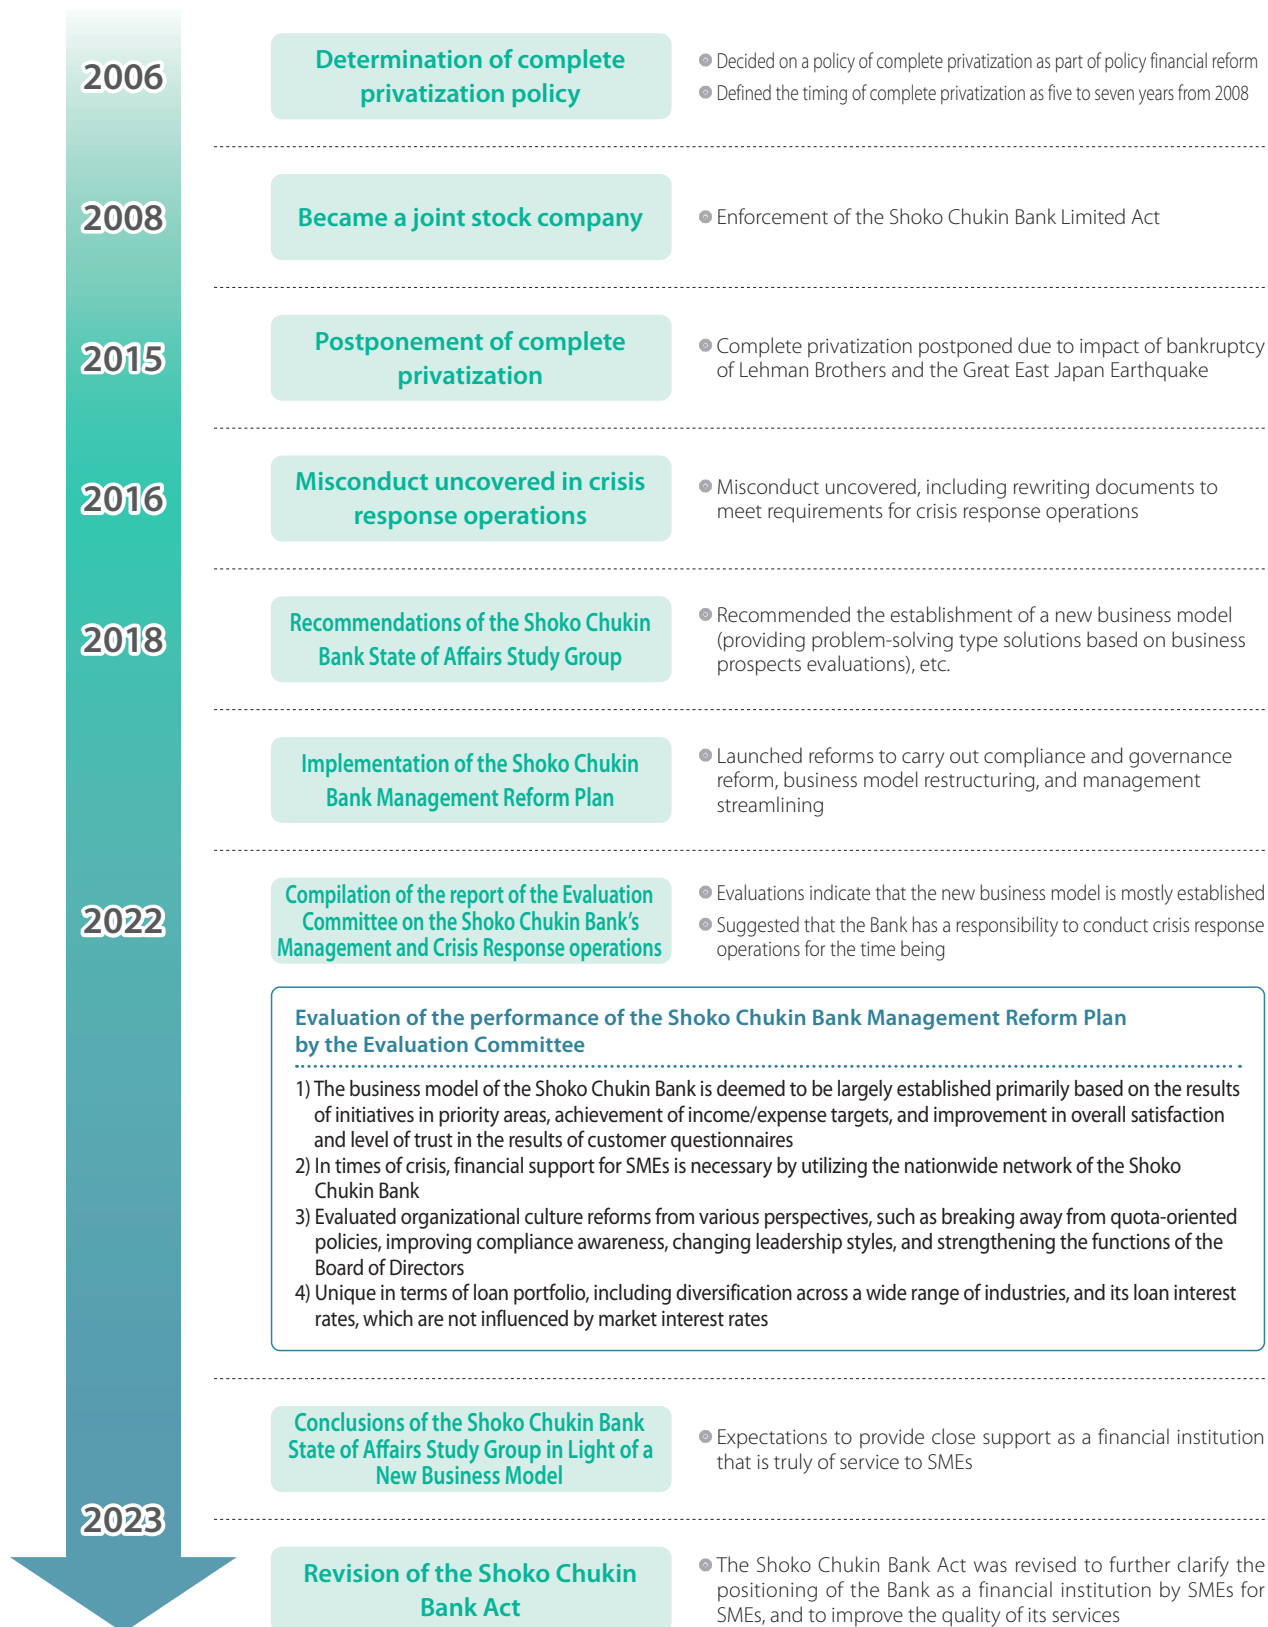 2006
Determination of complete
privatization policy
Decided on a policy of complete privatization as part of policy financial reform
Defined the timing of complete privatization as five to seven years from 2008
2008
Became a joint stock company
Enforcement of the Shoko Chukin Bank Limited Act
2015
Postponement of complete
privatization
Complete privatization postponed due to impact of bankruptcy
of Lehman Brothers and the Great East Japan Earthquake
2016
Misconduct uncovered in crisis
response operations
Misconduct uncovered, including rewriting documents to
meet requirements for crisis response operations
2018
Recommendations of the Shoko Chukin
Bank State of Affairs Study Group
Recommended the establishment of a new business model
(providing problem-solving type solutions based on business
prospects evaluations), etc.
Implementation of the Shoko Chukin
Bank Management Reform Plan
Launched reforms to carry out compliance and governance
reform, business model restructuring, and management
streamlining
2022
Compilation of the report of the Evaluation
Committee on the Shoko Chukin Bank's
Management and Crisis Response operations
Evaluations indicate that the new business model is mostly established
Suggested that the Bank has a responsibility to conduct crisis response
operations for the time being
Evaluation of the performance of the Shoko Chukin Bank Management Reform Plan
by the Evaluation Committee
1) The business model of the Shoko Chukin Bank is deemed to be largely established primarily based on the results
of initiatives in priority areas, achievement of income/expense targets, and improvement in overall satisfaction
and level of trust in the results of customer questionnaires
2) In times of crisis, financial support for SMEs is necessary by utilizing the nationwide network of the Shoko
Chukin Bank
3) Evaluated organizational culture reforms from various perspectives, such as breaking away from quota-oriented
policies, improving compliance awareness, changing leadership styles, and strengthening the functions of the
Board of Directors
4) Unique in terms of loan portfolio, including diversification across a wide range of industries, and its loan interest
rates, which are not influenced by market interest rates
Conclusions of the Shoko Chukin Bank
State of Affairs Study Group in Light of a
New Business Model
Expectations to provide close support as a financial institution
that is truly of service to SMEs
2023
Revision of the Shoko Chukin
Bank Act
The Shoko Chukin Bank Act was revised to further clarify the
positioning of the Bank as a financial institution by SMEs for
SMEs, and to improve the quality of its services